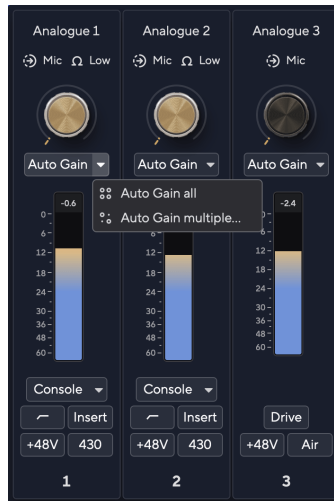 Analogue 1 Analogue 2 Analogue 3
Mic Ω Low Mic Ω Low Mic
Auto Gain Auto Gain Auto Gain
Auto Gain all
Auto Gain multiple...
-0.6 -2.4
0 0 0
6 6 6
12 12 12
18 18 18
24 24 24
30 30 30
36 36 36
48 48 48
60 60 60
Console Console
Insert Insert Drive
+48V 430 +48V 430 +48V Air
1 2 3